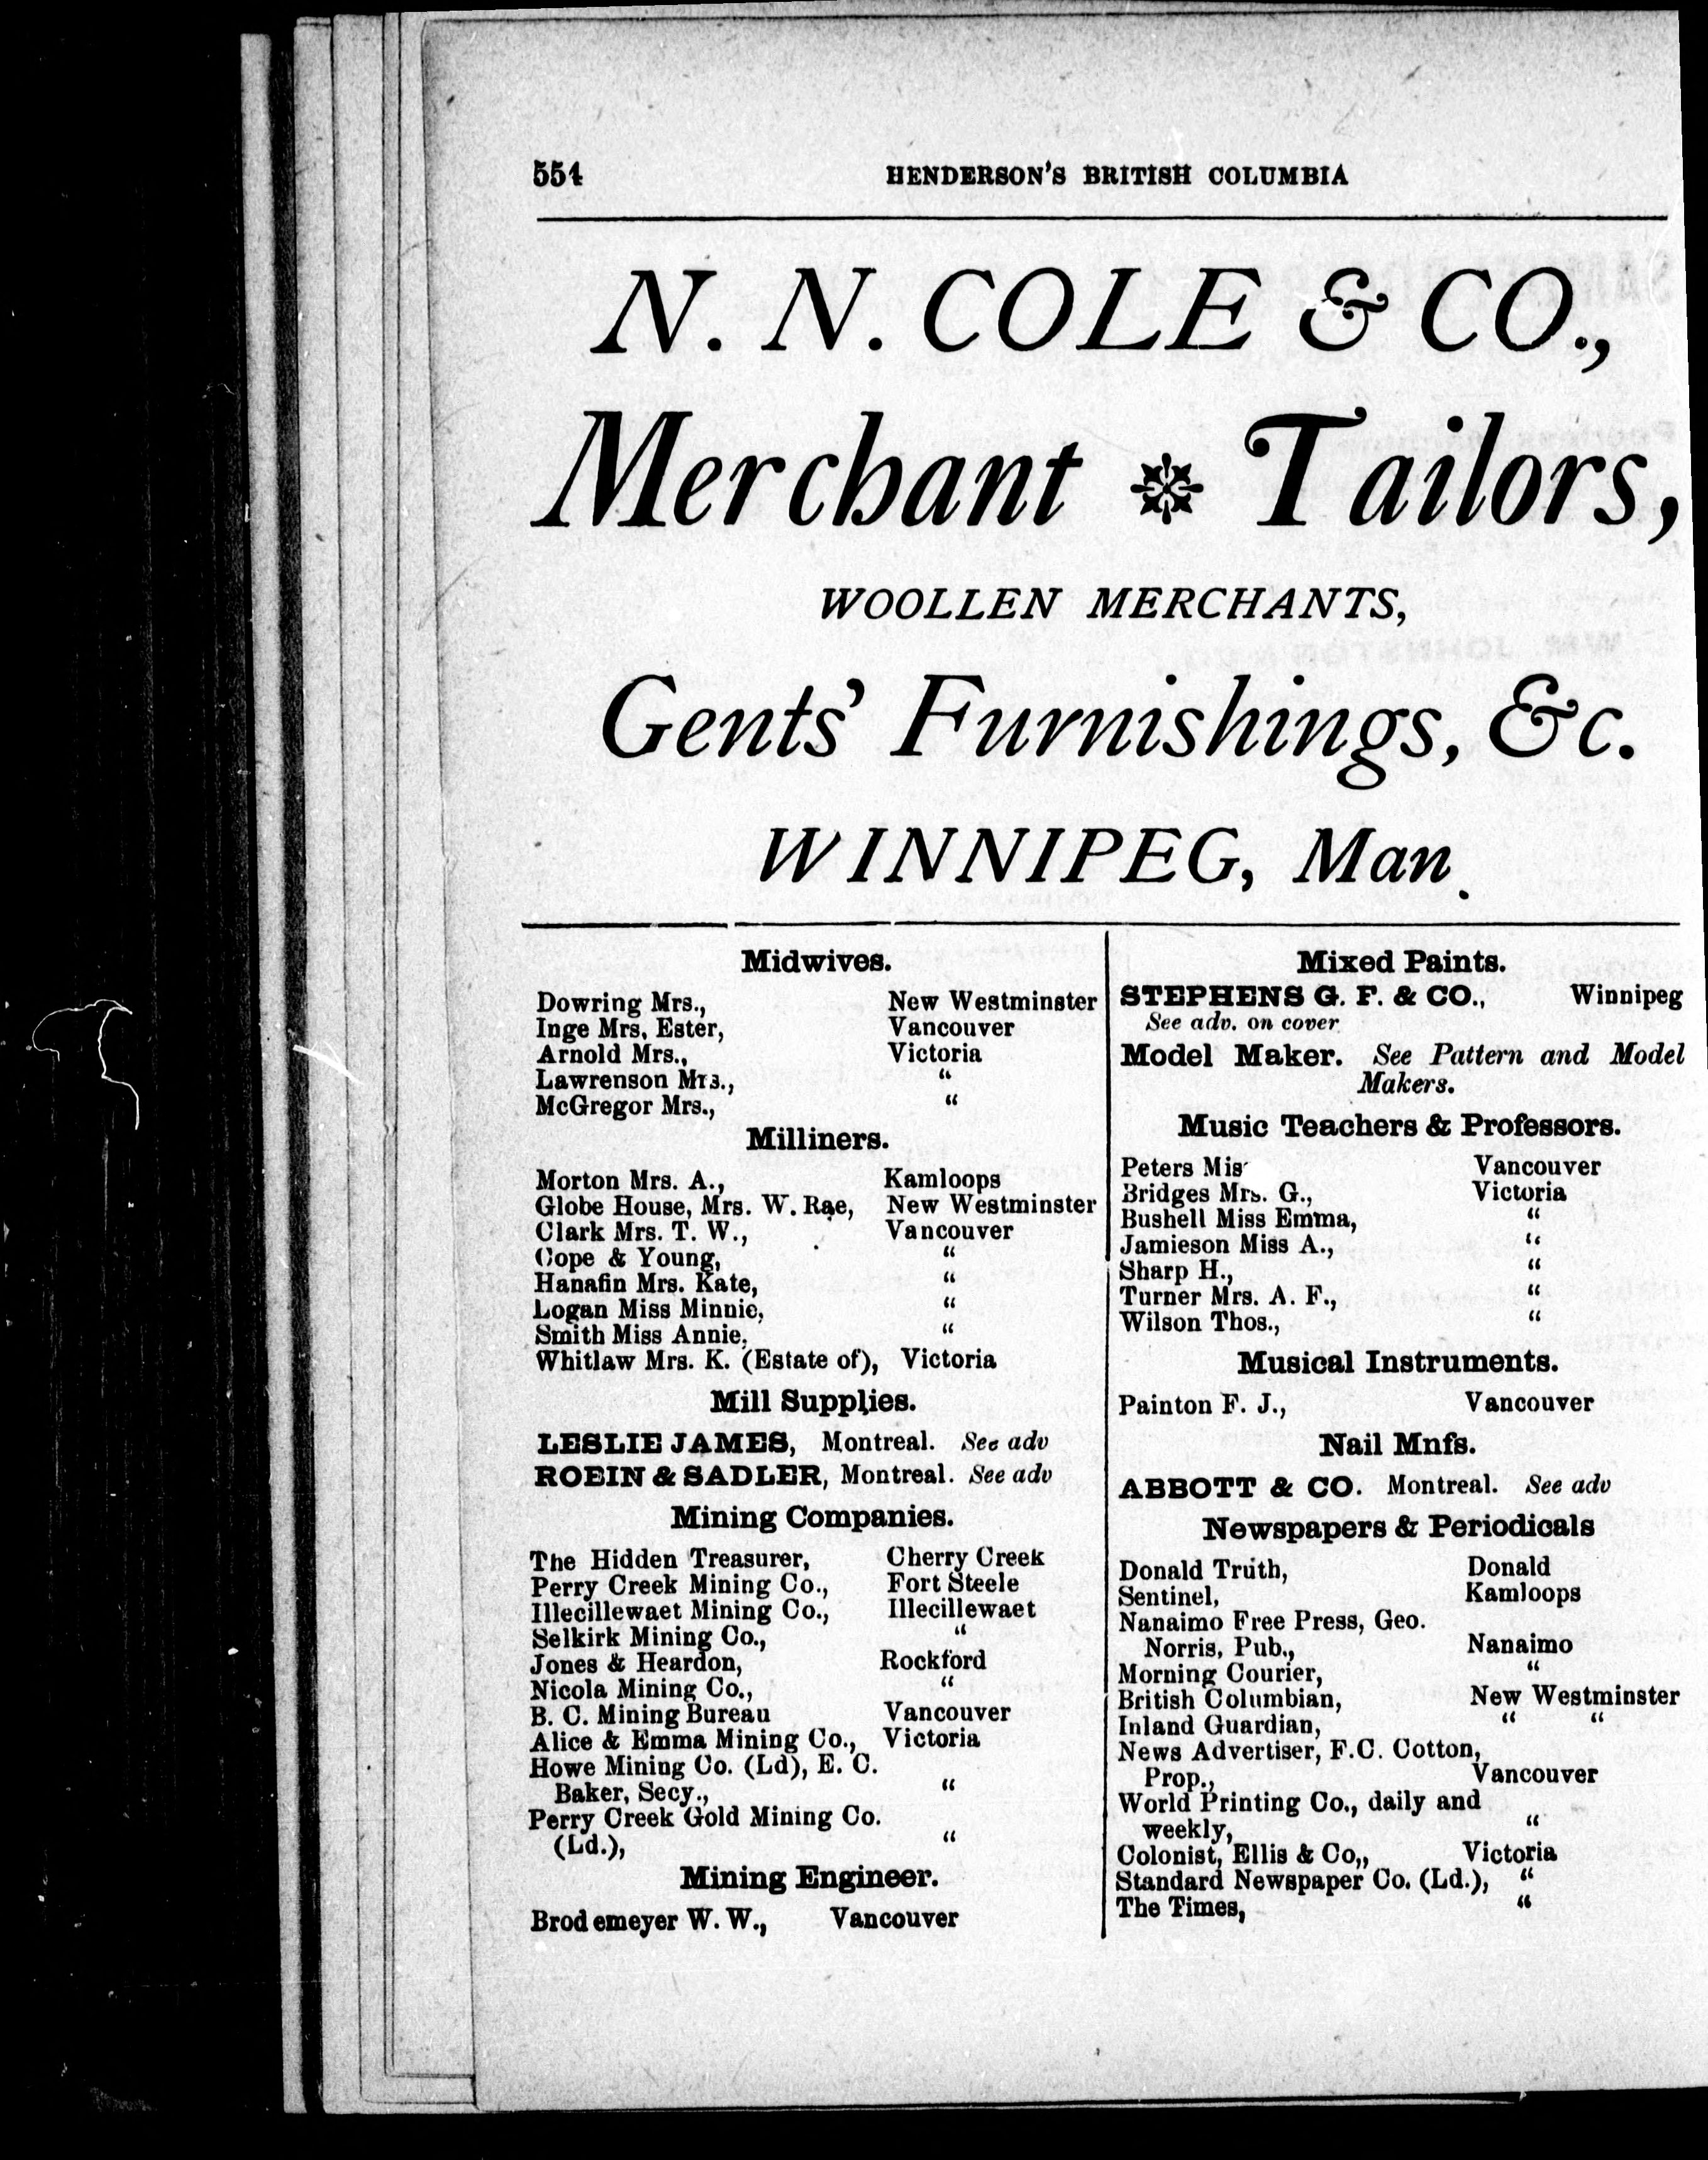 554
HENDERSON'S BRITISH COLUMBIA
N. N. COLE & CO.,
Merchant Tailors,
WOOLLEN MERCHANTS,
Gents' Furnishings, &c.
WINNIPEG, Man.
Midwives.
Dowring Mrs., New Westminster
Inge Mrs, Ester, Vancouver
Arnold Mrs., Victoria
Lawrenson Mrs., "
McGregor Mrs., "
Milliners.
Morton Mrs. A., Kamloops
Globe House, Mrs. W. Rae, New Westminster
Clark Mrs. T. W., Vancouver
Cope & Young, "
Hanafin Mrs. Kate, "
Logan Miss Minnie, "
Smith Miss Annie, "
Whitlaw Mrs. K. (Estate of), Victoria
Mill Supplies.
LESLIE JAMES, Montreal. See adv
ROBIN & SADLER, Montreal. See adv
Mining Companies.
The Hidden Treasurer, Cherry Creek
Perry Creek Mining Co., Fort Steele
Illecillewaet Mining Co., Illecillewaet
Selkirk Mining Co., "
Jones & Heardon, Rockford
Nicola Mining Co., "
B. C. Mining Bureau Vancouver
Alice & Emma Mining Co., Victoria
Howe Mining Co. (Ld), E. C.
Baker, Secy., "
Perry Creek Gold Mining Co.
(Ld.), "
Mining Engineer.
Brodemeyer W. W., Vancouver
Mixed Paints.
STEPHENS G. F. & CO., Winnipeg
See adv. on cover
Model Maker. See Pattern and Model
Makers.
Music Teachers & Professors.
Peters Mis Vancouver
Bridges Mrs. G., Victoria
Bushell Miss Emma, "
Jamieson Miss A., "
Sharp H., "
Turner Mrs. A. F., "
Wilson Thos., "
Musical Instruments.
Painton F. J., Vancouver
Nail Mnfs.
ABBOTT & CO. Montreal. See adv
Newspapers & Periodicals
Donald Truth, Donald
Sentinel, Kamloops
Nanaimo Free Press, Geo.
Norris, Pub., Nanaimo
Morning Courier, "
British Columbian, New Westminster
Inland Guardian, " "
News Advertiser, F.C. Cotton,
Prop., Vancouver
World Printing Co., daily and
weekly, "
Colonist, Ellis & Co,, Victoria
Standard Newspaper Co. (Ld.), "
The Times, "